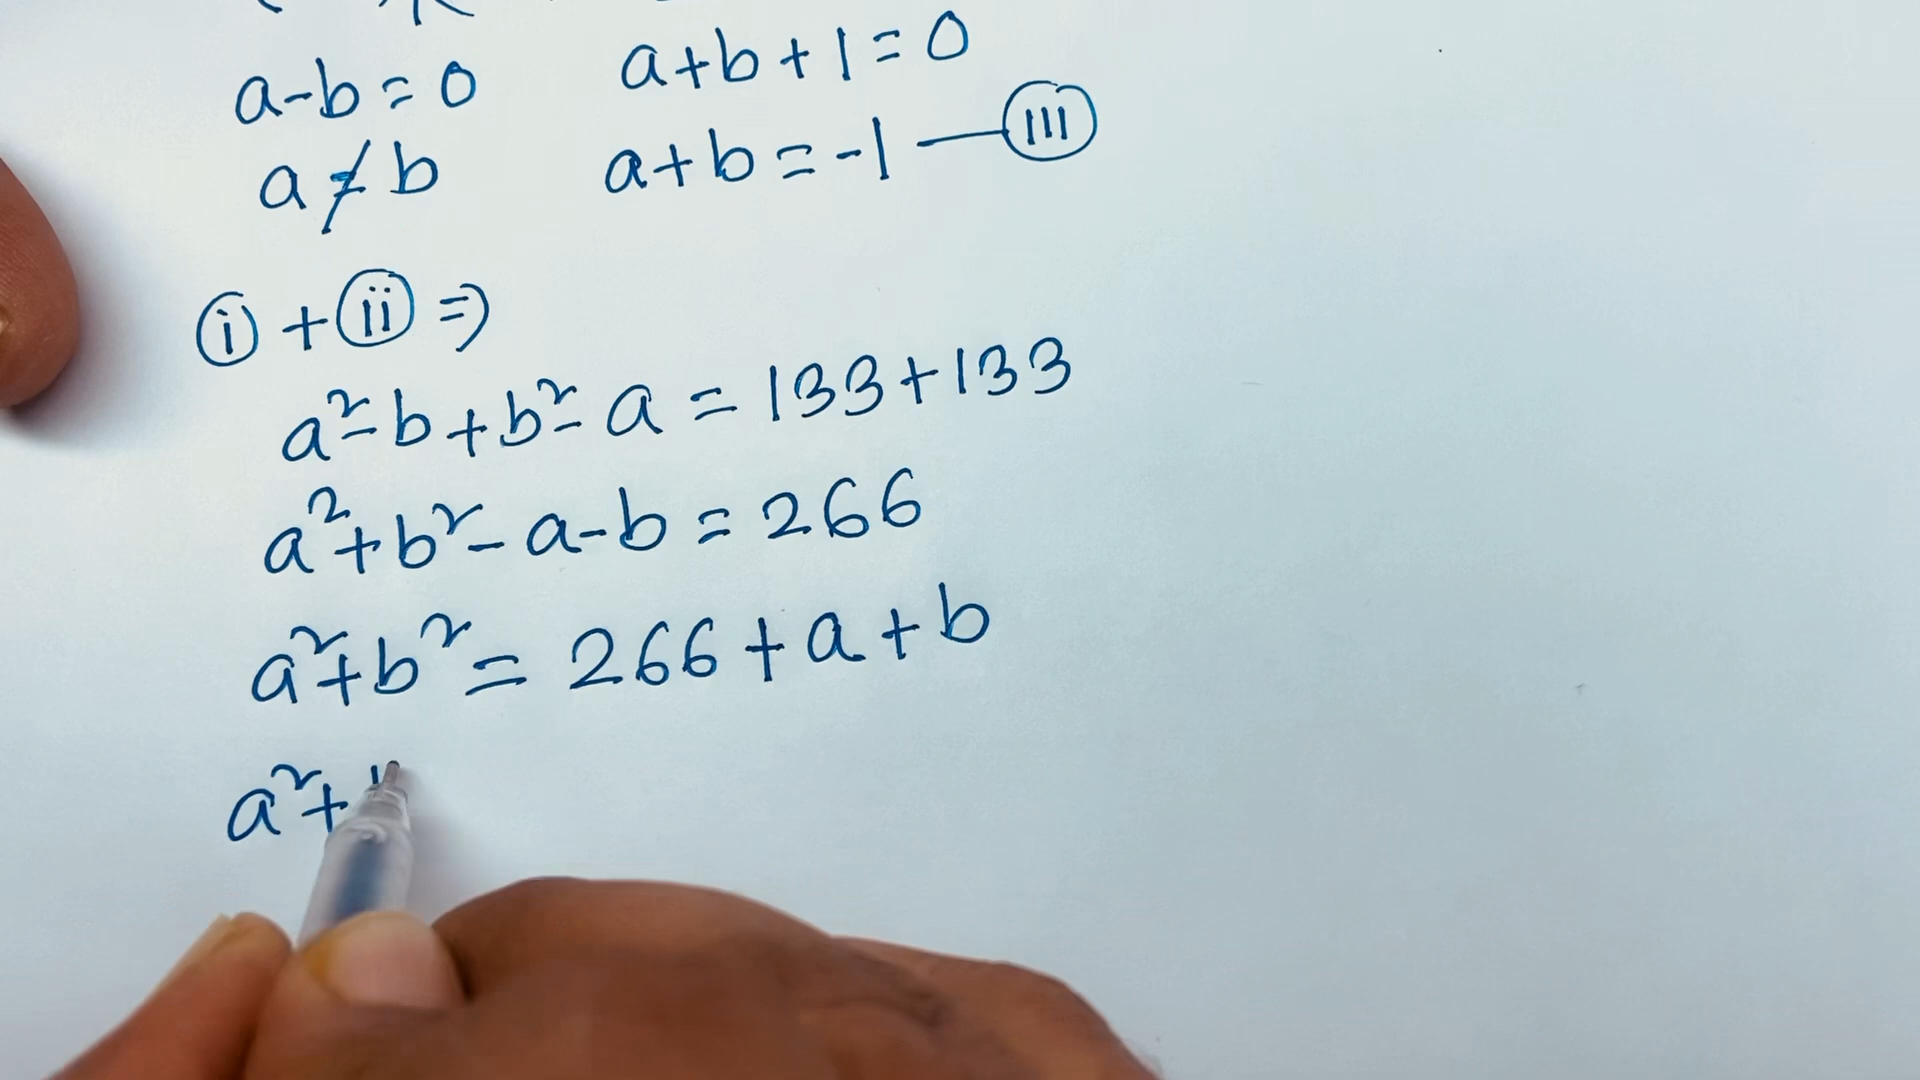 a-b=0 a+b+1=0
a≠b a+b=-1 — (iii)
(i) + (ii) ⇒
a²-b+b²-a=133+133
a²+b²-a-b=266
a²+b²=266+a+b
a²+